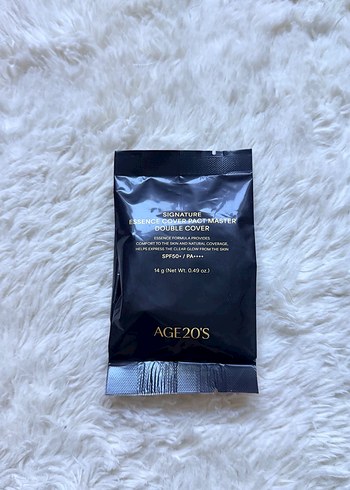 SIGNATURE
ESSENCE COVER PACT MASTER
DOUBLE COVER
ESSENCE FORMULA PROVIDES
COMFORT TO THE SKIN AND NATURAL COVERAGE,
HELPS EXPRESS THE CLEAR GLOW FROM THE SKIN
SPF50+ / PA++++
14 g (Net Wt. 0.49 oz.)
AGE20'S